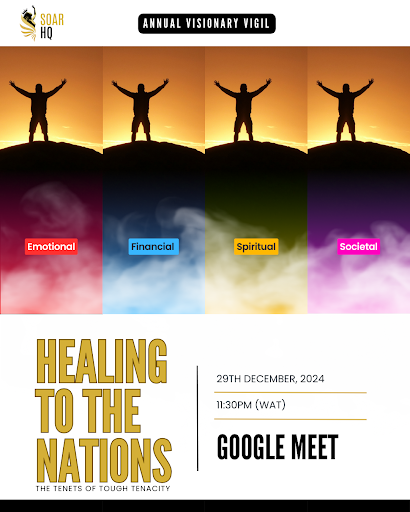 SOAR
HQ
ANNUAL VISIONARY VIGIL
Emotional
Financial
Spiritual
Societal
HEALING
TO THE
NATIONS
THE TENETS OF TOUGH TENACITY
29TH DECEMBER, 2024
11:30PM (WAT)
GOOGLE MEET